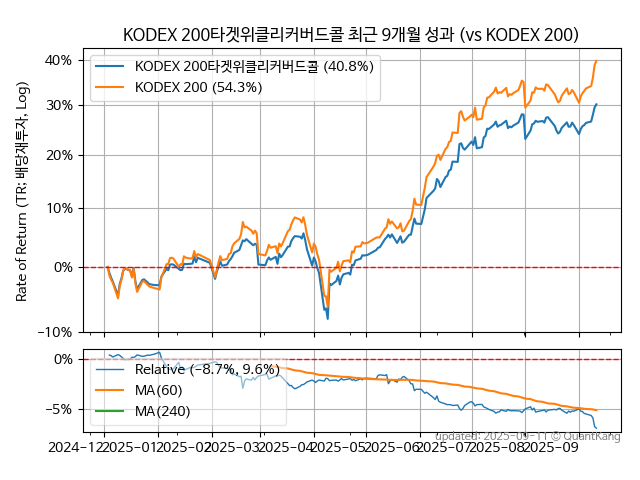 KODEX 200타겟위클리커버드콜 최근 9개월 성과 (vs KODEX 200)
Rate of Return (TR; 배당재투자, Log)
40%
30%
20%
10%
0%
−10%
KODEX 200타겟위클리커버드콜 (40.8%)
KODEX 200 (54.3%)
0%
−5%
Relative (−8.7%, 9.6%)
MA(60)
MA(240)
updated: 2025-09-11 © QuantKang
2024-12 2025-01 2025-02 2025-03 2025-04 2025-05 2025-06 2025-07 2025-08 2025-09